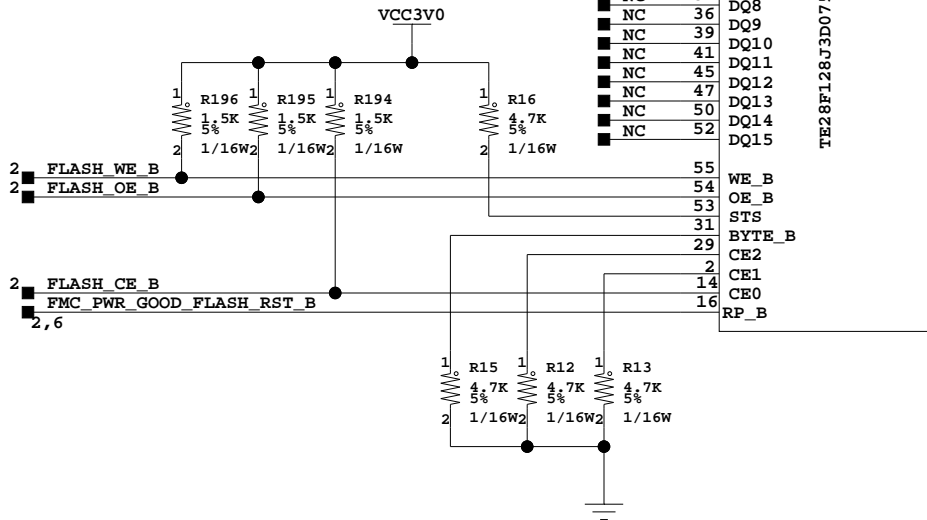 VCC3V0
NC DQ8
NC 36 DQ9
NC 39 DQ10
NC 41 DQ11
NC 45 DQ12
NC 47 DQ13
NC 50 DQ14
NC 52 DQ15
1 R196 1.5K 5% 1/16W 2
1 R195 1.5K 5% 1/16W 2
1 R194 1.5K 5% 1/16W 2
1 R16 4.7K 5% 1/16W 2
2 FLASH_WE_B 55 WE_B
2 FLASH_OE_B 54 OE_B
53 STS
31 BYTE_B
29 CE2
2 CE1
2 FLASH_CE_B 14 CE0
FMC_PWR_GOOD_FLASH_RST_B 16 RP_B
2,6
1 R15 4.7K 5% 1/16W 2
1 R12 4.7K 5% 1/16W 2
1 R13 4.7K 5% 1/16W 2